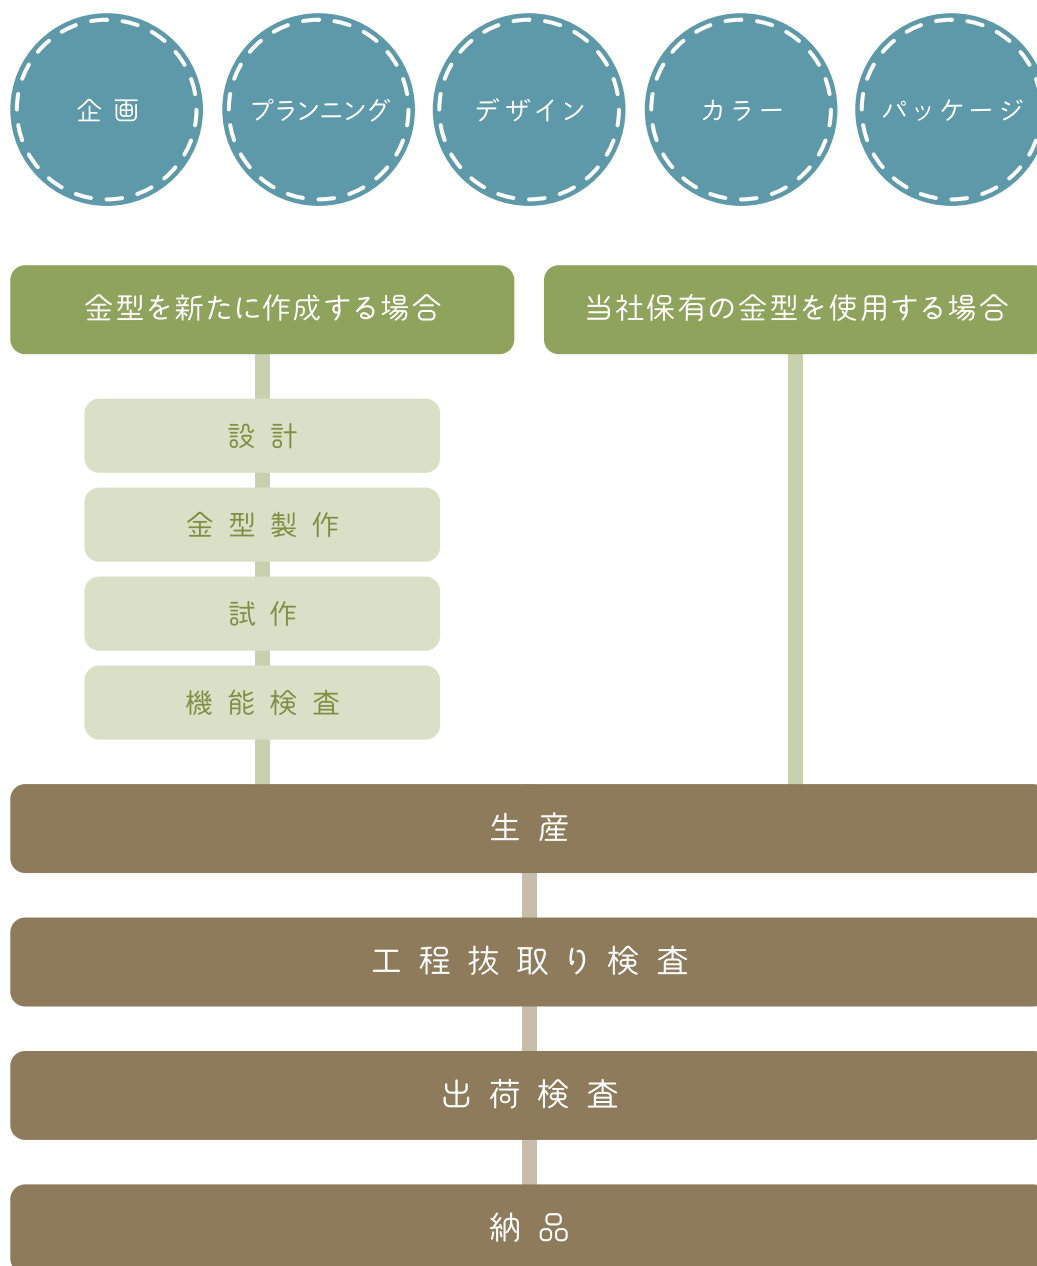 企画
プランニング
デザイン
カラー
パッケージ
金型を新たに作成する場合
当社保有の金型を使用する場合
設計
金型製作
試作
機能検査
生産
工程抜取り検査
出荷検査
納品